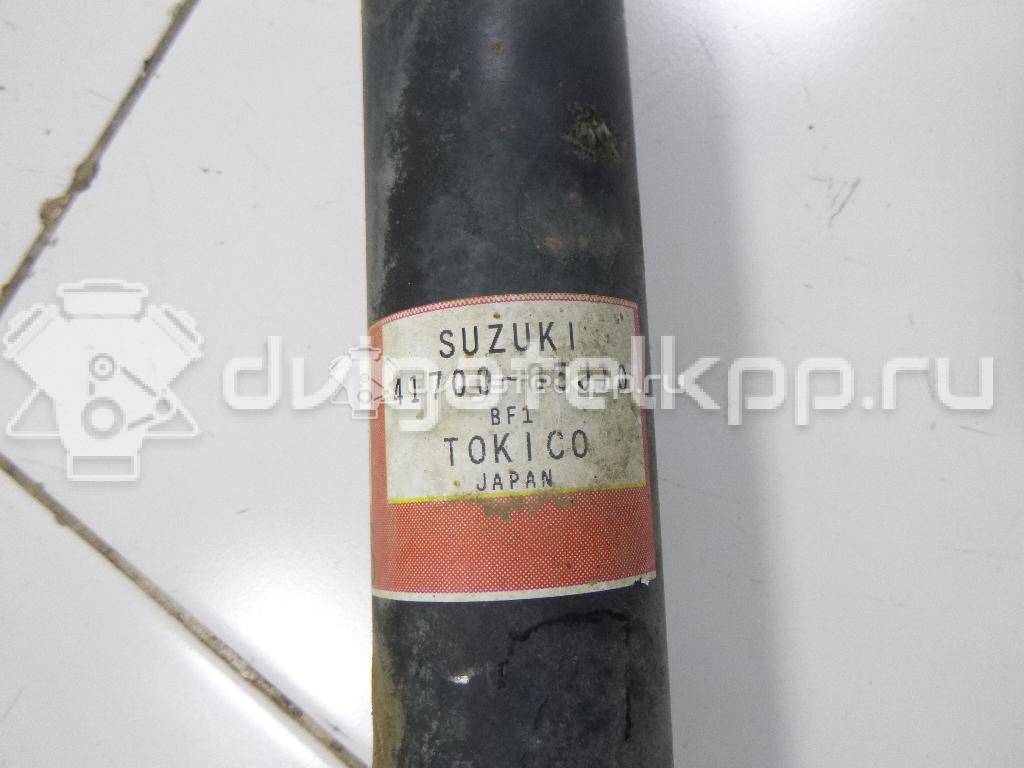 SUZUKI
BF1
TOKICO
JAPAN
dvigatelkpp.ru